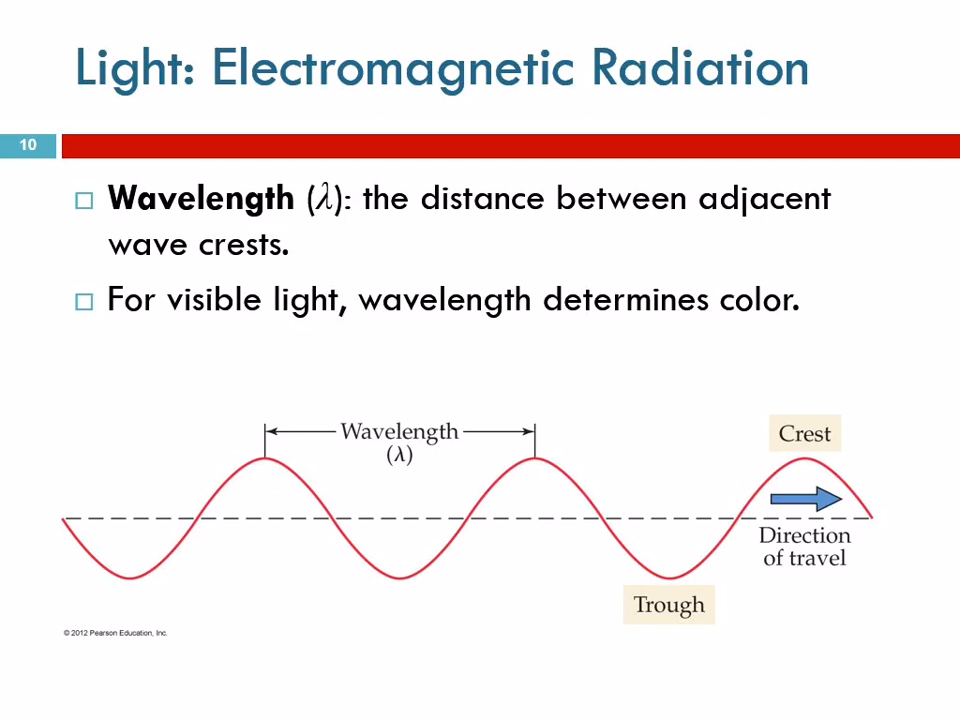 Light: Electromagnetic Radiation
10
Wavelength (λ): the distance between adjacent
wave crests.
For visible light, wavelength determines color.
Wavelength
(λ)
Crest
Direction
of travel
Trough
© 2012 Pearson Education, Inc.